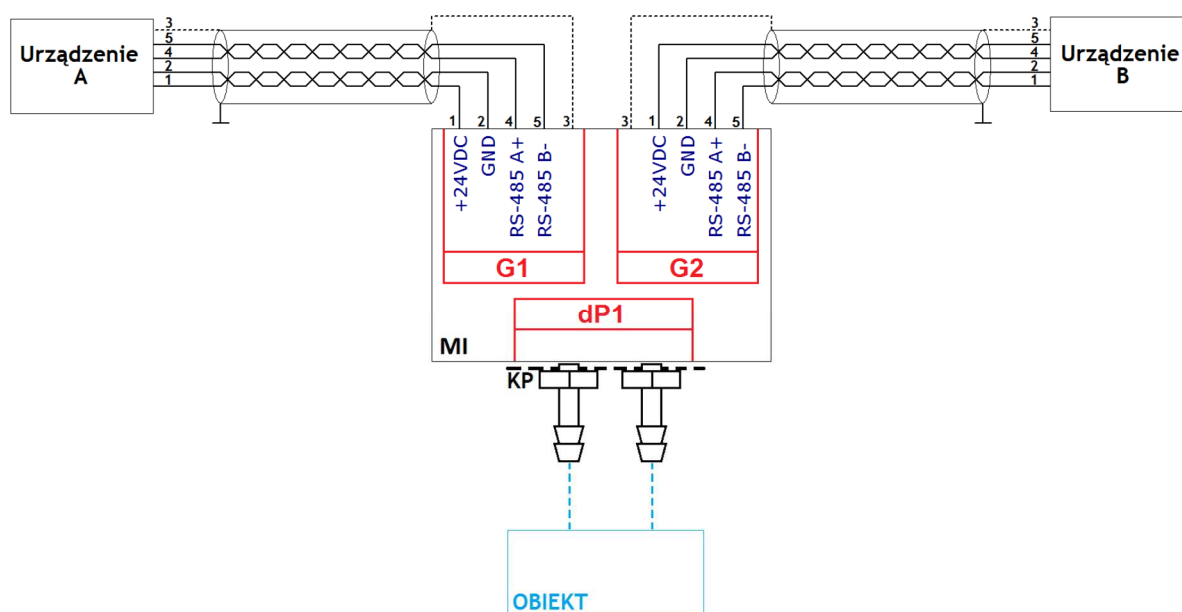 3
5
4
2
1
Urządzenie
A
3
5
4
2
1
Urządzenie
B
1 2 4 5 3
3 1 2 4 5
+24VDC
GND
RS-485 A+
RS-485 B-
+24VDC
GND
RS-485 A+
RS-485 B-
G1
G2
dP1
MI
KP
OBIEKT